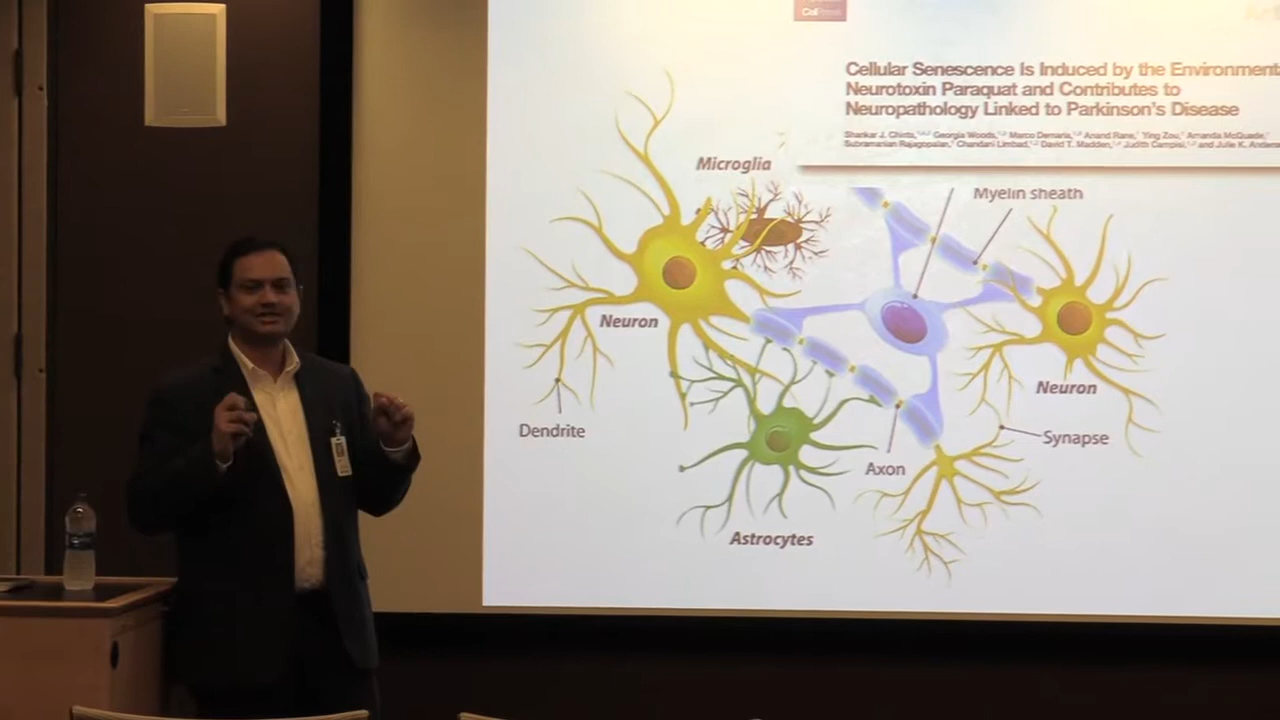 Cell
Cellular Senescence Is Induced by the Environment
Neurotoxin Paraquat and Contributes to
Neuropathology Linked to Parkinson's Disease
Shankar J. Chinta, Georgia Woods, Marco Demaria, Anand Rane, Ying Zou, Amanda McQuade,
Subramanian Rajagopalan, Chandani Limbad, David T. Madden, Judith Campisi, and Julie K. Anders
Microglia
Myelin sheath
Neuron
Neuron
Dendrite
Synapse
Axon
Astrocytes